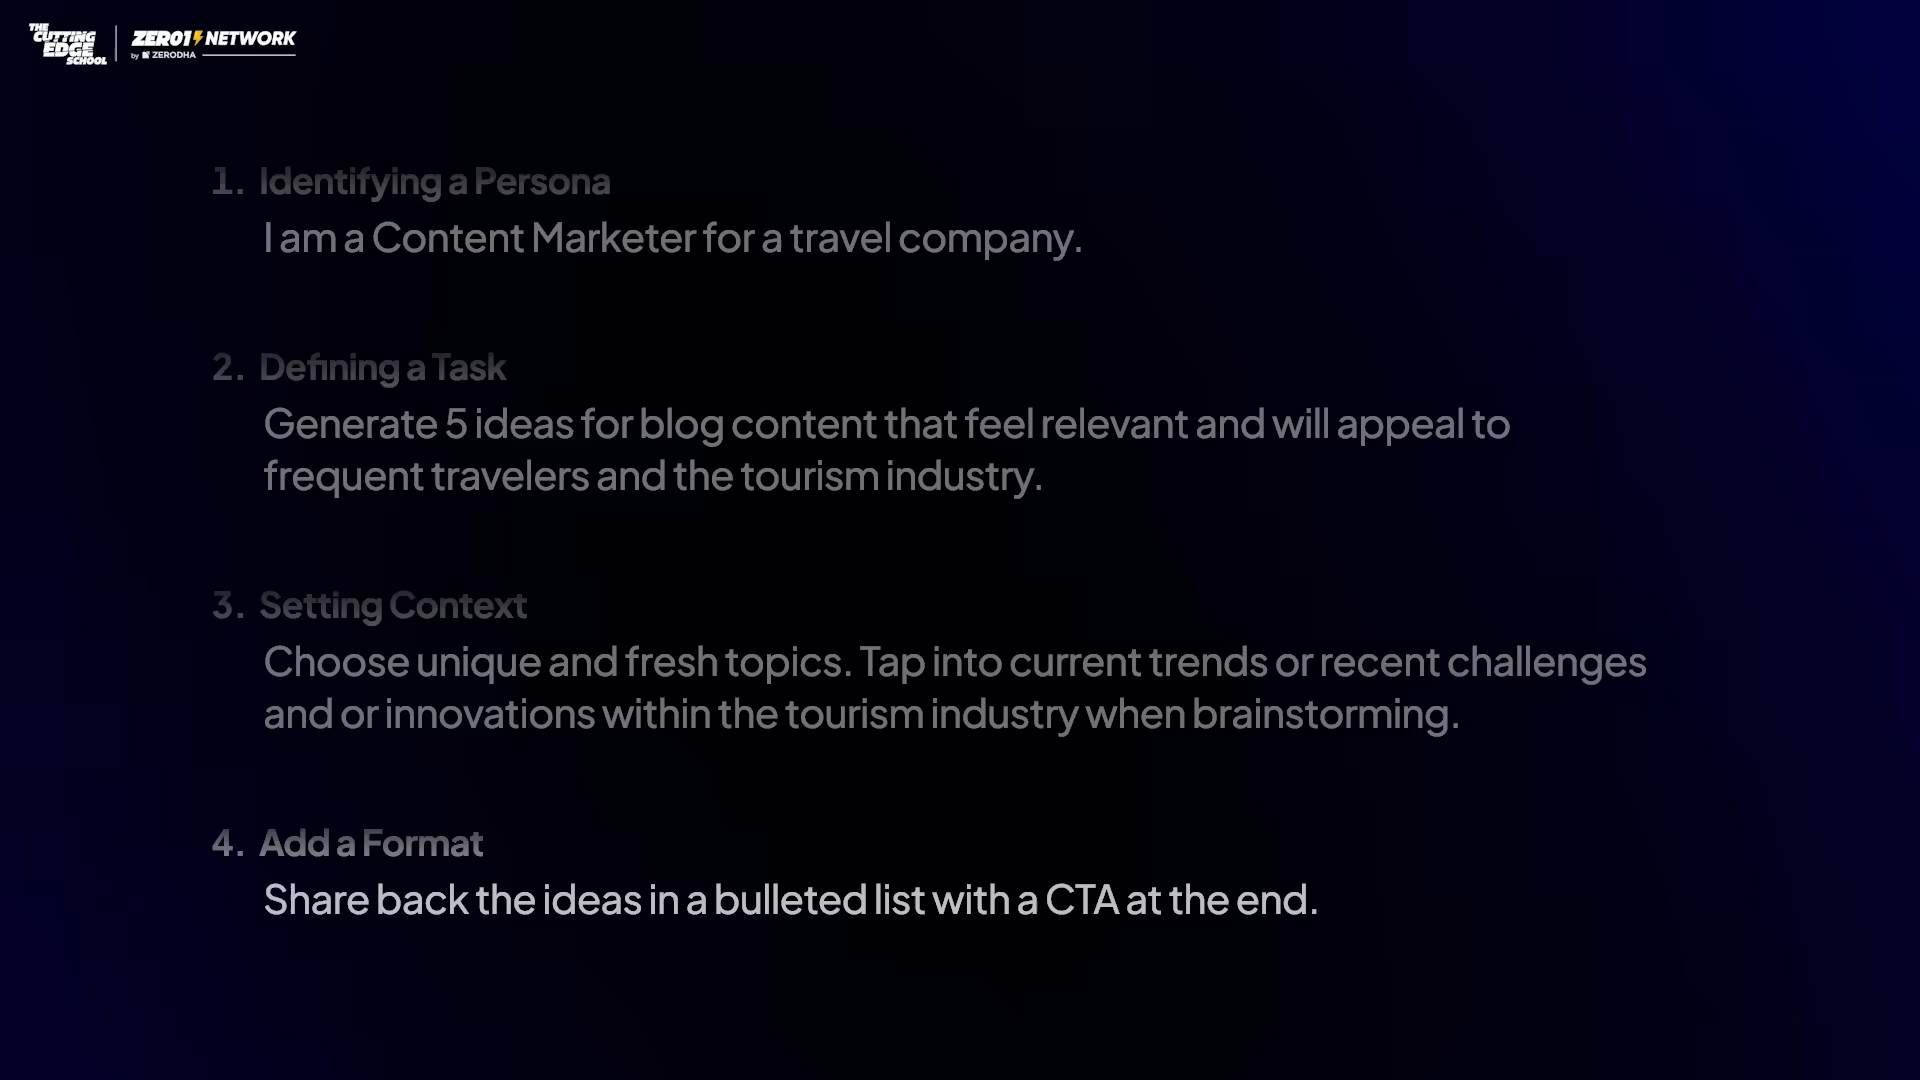 THE
CUTTING
EDGE
SCHOOL
ZERO1 NETWORK
by ZERODHA
1. Identifying a Persona
I am a Content Marketer for a travel company.
2. Defining a Task
Generate 5 ideas for blog content that feel relevant and will appeal to
frequent travelers and the tourism industry.
3. Setting Context
Choose unique and fresh topics. Tap into current trends or recent challenges
and or innovations within the tourism industry when brainstorming.
4. Add a Format
Share back the ideas in a bulleted list with a CTA at the end.